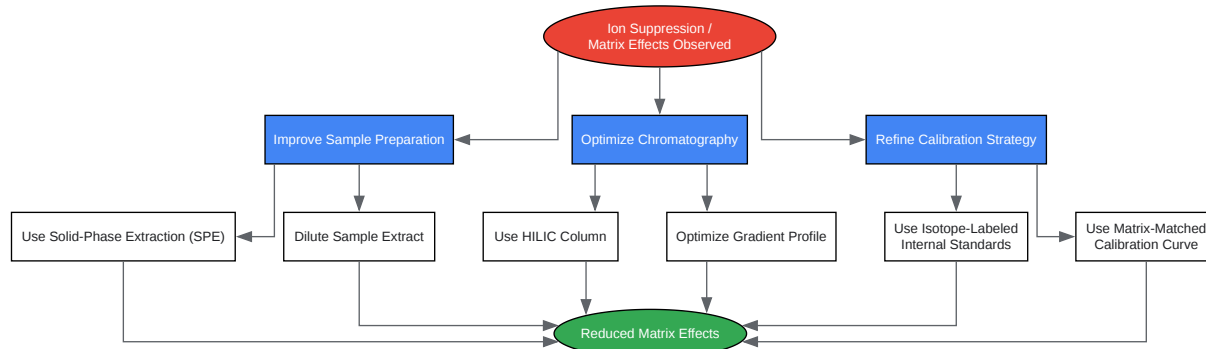 Ion Suppression /
Matrix Effects Observed
Improve Sample Preparation
Optimize Chromatography
Refine Calibration Strategy
Use Solid-Phase Extraction (SPE)
Dilute Sample Extract
Use HILIC Column
Optimize Gradient Profile
Use Isotope-Labeled
Internal Standards
Use Matrix-Matched
Calibration Curve
Reduced Matrix Effects